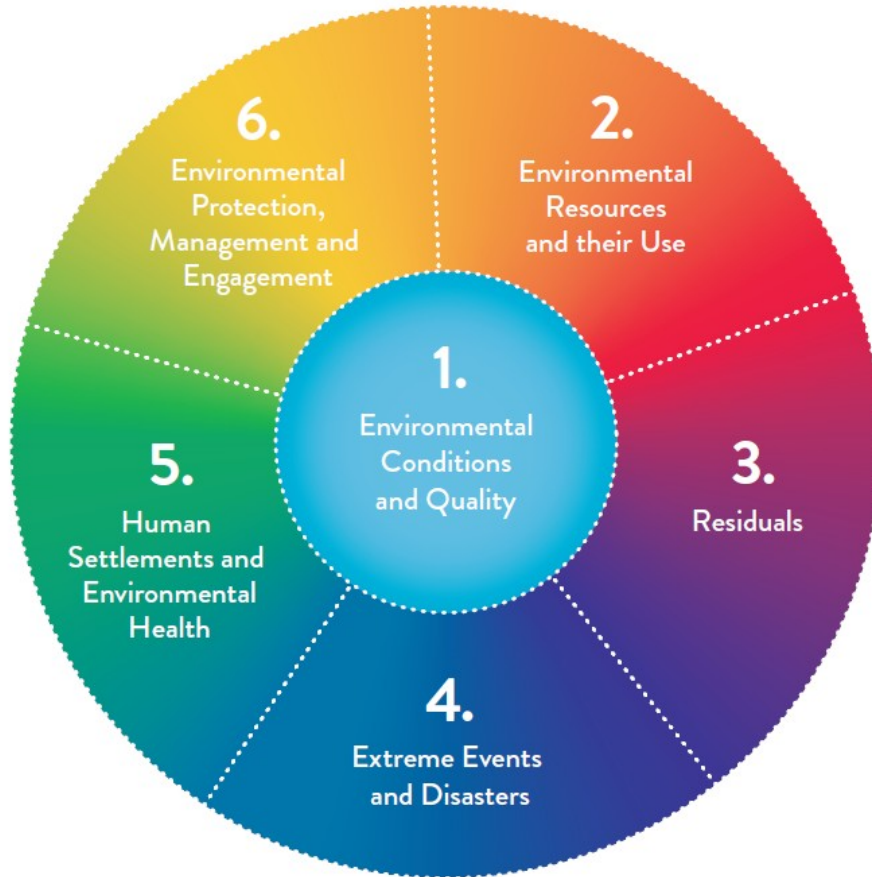 1.
Environmental
Conditions
and Quality
2.
Environmental
Resources
and their Use
3.
Residuals
4.
Extreme Events
and Disasters
5.
Human
Settlements and
Environmental
Health
6.
Environmental
Protection,
Management and
Engagement